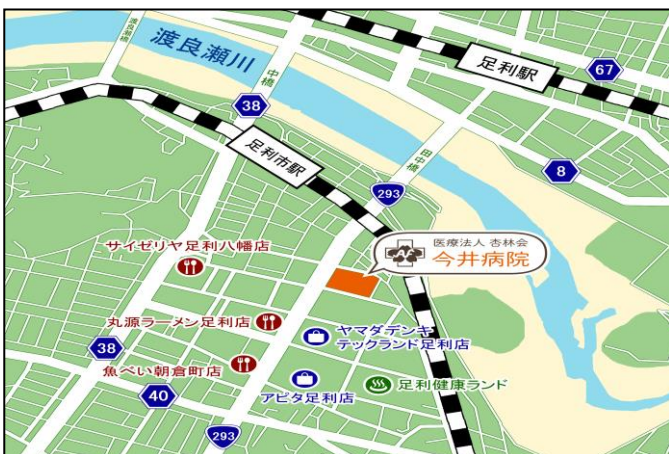 渡良瀬橋
渡良瀬川
中橋
足利駅
67
38
足利市駅
田中橋
8
293
医療法人 杏林会
今井病院
サイゼリヤ足利八幡店
丸源ラーメン足利店
ヤマダデンキ
テックランド足利店
38
魚べい朝倉町店
足利健康ランド
アピタ足利店
40
293